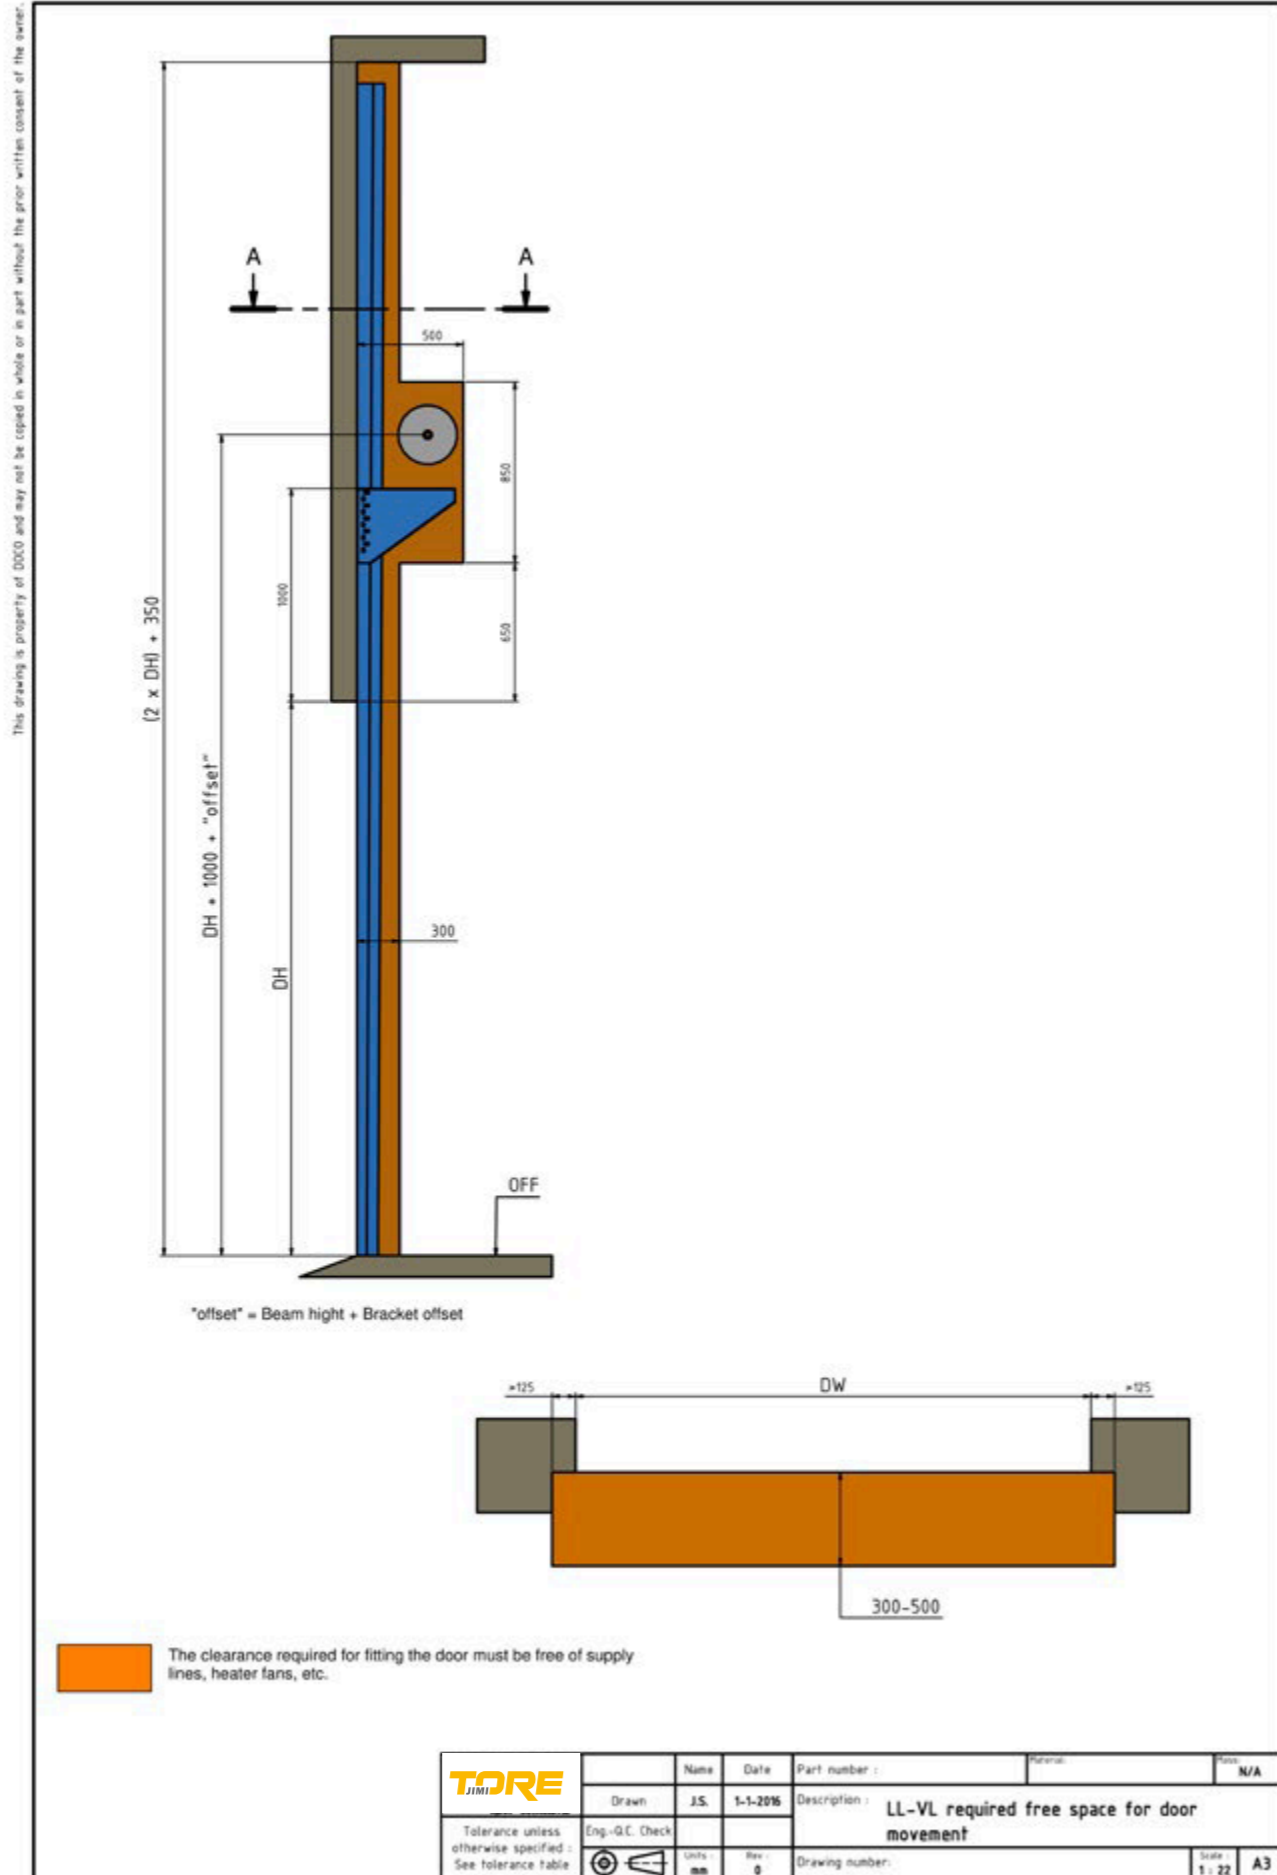 This drawing is property of DOCO and may not be copied in whole or in part without the prior written consent of the owner.
A
A
500
850
1000
650
(2 x DH) + 350
DH + 1000 + "offset"
DH
300
OFF
"offset" = Beam hight + Bracket offset
>125
DW
>125
300-500
The clearance required for fitting the door must be free of supply
lines, heater fans, etc.
TORE
JIMI
Name
Date
Part number :
Material:
Mass:
N/A
Drawn
J.S.
1-1-2016
Description :
LL-VL required free space for door
movement
Tolerance unless
otherwise specified :
See tolerance table
Eng.-Q.C. Check
Units :
mm
Rev :
0
Drawing number:
Scale :
1 : 22
A3